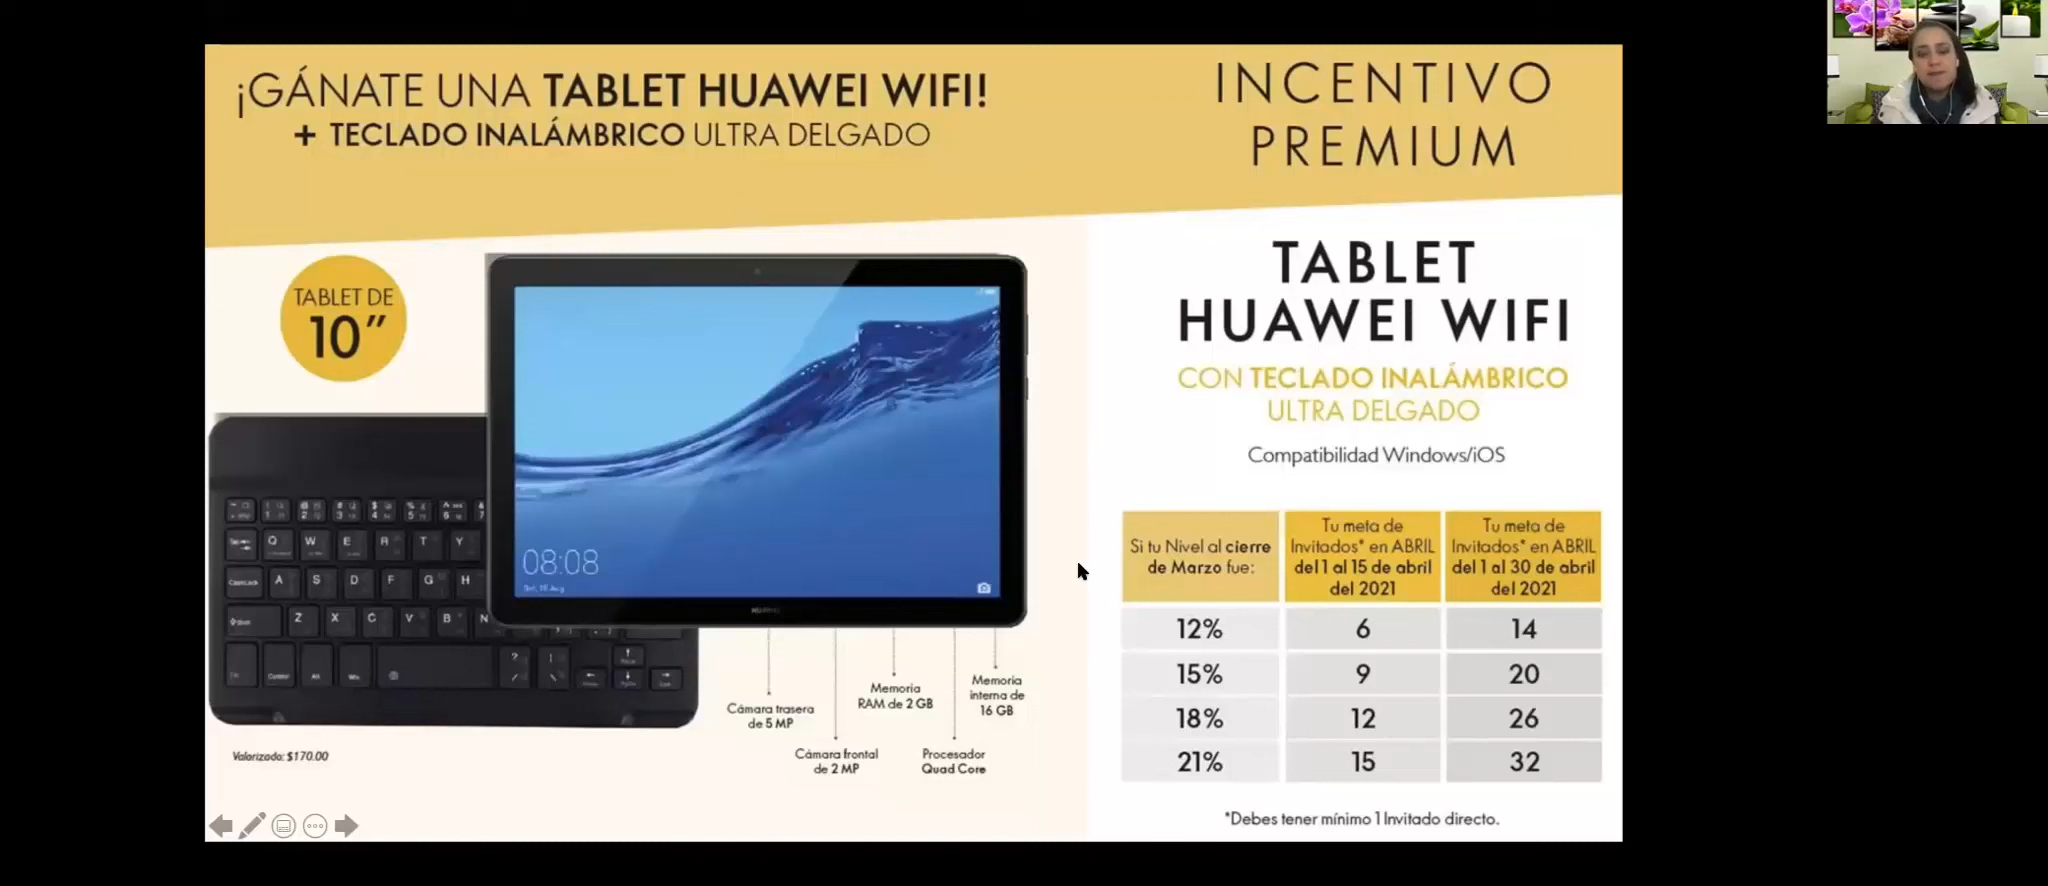 ¡GÁNATE UNA TABLET HUAWEI WIFI!
+ TECLADO INALÁMBRICO ULTRA DELGADO
INCENTIVO
PREMIUM
TABLET DE
10”
08:08
HUAWEI
Q W E R T Y
CapsLock A S D F G H
Z X C V B N
Control Alt
Cámara trasera
de 5 MP
Cámara frontal
de 2 MP
Memoria
RAM de 2 GB
Procesador
Quad Core
Memoria
interna de
16 GB
Valorizado: $170.00
TABLET
HUAWEI WIFI
CON TECLADO INALÁMBRICO
ULTRA DELGADO
Compatibilidad Windows/iOS
Si tu Nivel al cierre
de Marzo fue:
Tu meta de
Invitados* en ABRIL
del 1 al 15 de abril
del 2021
Tu meta de
Invitados* en ABRIL
del 1 al 30 de abril
del 2021
12% 6 14
15% 9 20
18% 12 26
21% 15 32
*Debes tener mínimo 1 Invitado directo.